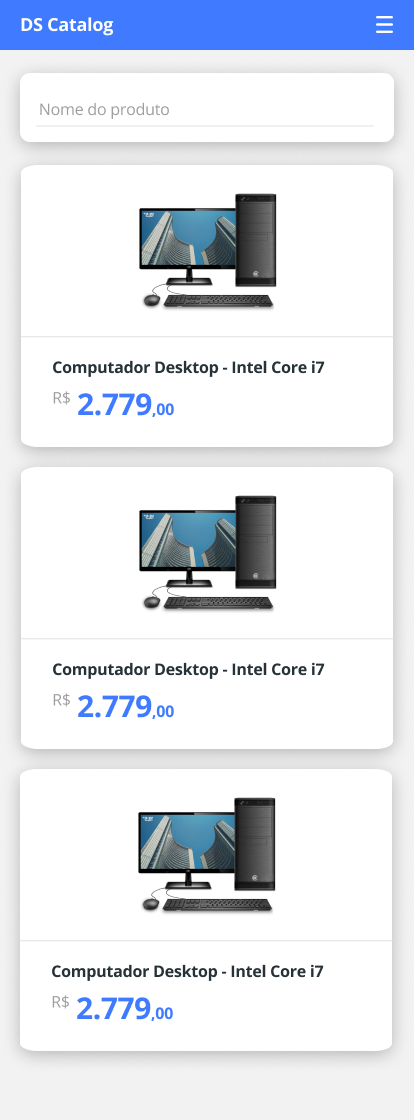 DS Catalog
Nome do produto
Computador Desktop - Intel Core i7
R$ 2.779,00
Computador Desktop - Intel Core i7
R$ 2.779,00
Computador Desktop - Intel Core i7
R$ 2.779,00